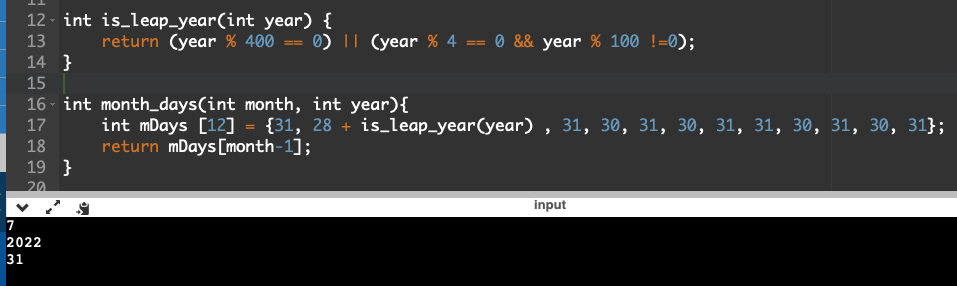 11
12 int is_leap_year(int year) {
13 return (year % 400 == 0) || (year % 4 == 0 && year % 100 !=0);
14 }
15
16 int month_days(int month, int year){
17 int mDays [12] = {31, 28 + is_leap_year(year) , 31, 30, 31, 30, 31, 31, 30, 31, 30, 31};
18 return mDays[month-1];
19 }
20
input
7
2022
31